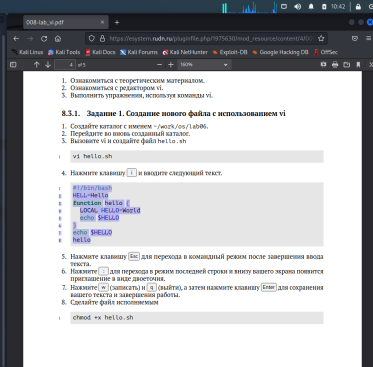 10:42
008-lab_vi.pdf
https://esystem.rudn.ru/pluginfile.php/1975630/mod_resource/content/4/00
Kali Linux Kali Tools Kali Docs Kali Forums Kali NetHunter Exploit-DB Google Hacking DB OffSec
4 of 5 160%
1. Ознакомиться с теоретическим материалом.
2. Ознакомиться с редактором vi.
3. Выполнить упражнения, используя команды vi.
8.3.1. Задание 1. Создание нового файла с использованием vi
1. Создайте каталог с именем ~/work/os/lab06.
2. Перейдите во вновь созданный каталог.
3. Вызовите vi и создайте файл hello.sh
1 vi hello.sh
4. Нажмите клавишу i и вводите следующий текст.
#!/bin/bash
HELL=Hello
function hello {
LOCAL HELLO=World
echo $HELLO
}
echo $HELLO
hello
5. Нажмите клавишу Esc для перехода в командный режим после завершения ввода
текста.
6. Нажмите : для перехода в режим последней строки и внизу вашего экрана появится
приглашение в виде двоеточия.
7. Нажмите w (записать) и q (выйти), а затем нажмите клавишу Enter для сохранения
вашего текста и завершения работы.
8. Сделайте файл исполняемым
1 chmod +x hello.sh